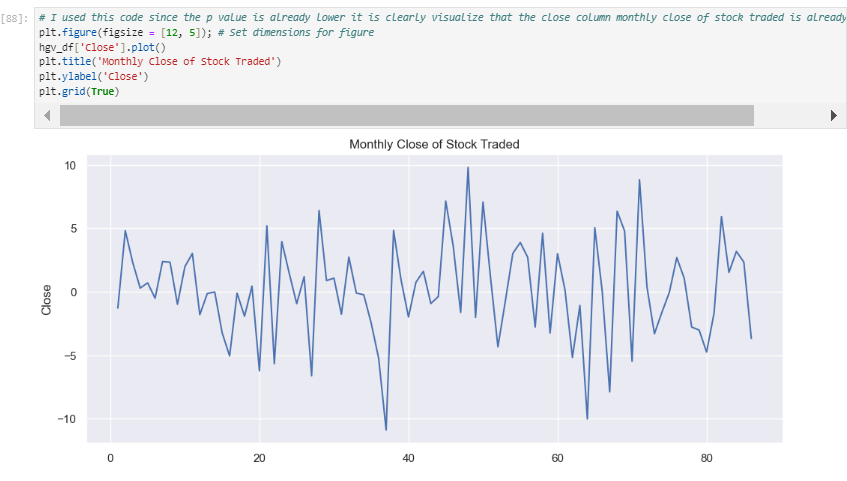 [88]: # I used this code since the p value is already lower it is clearly visualize that the close column monthly close of stock traded is already
plt.figure(figsize = [12, 5]); # Set dimensions for figure
hgv_df['Close'].plot()
plt.title('Monthly Close of Stock Traded')
plt.ylabel('Close')
plt.grid(True)
Monthly Close of Stock Traded
10
5
0
−5
−10
Close
0 20 40 60 80